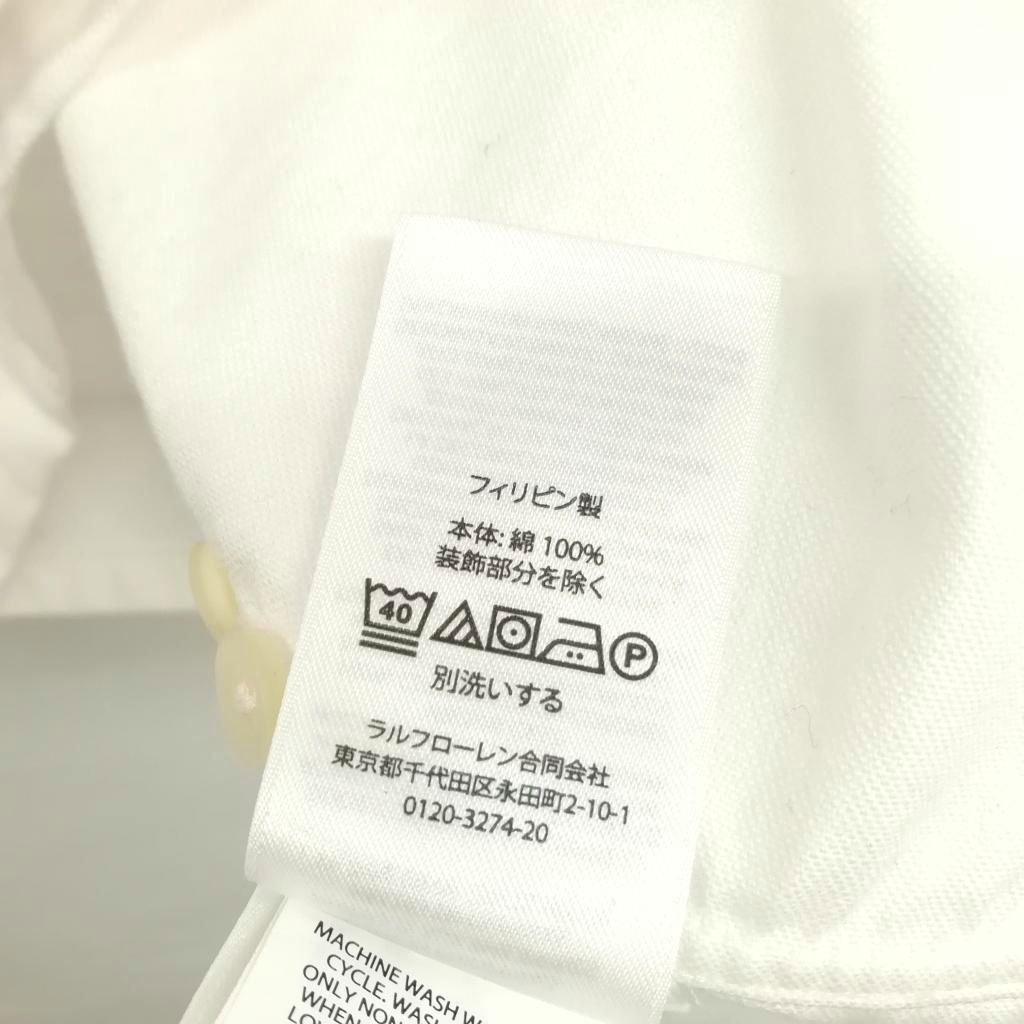 フィリピン製
本体: 綿 100%
装飾部分を除く
40 P
別洗いする
ラルフローレン合同会社
東京都千代田区永田町2-10-1
0120-3274-20
MACHINE WASH
CYCLE. WAS
ONLY NON
WHEN